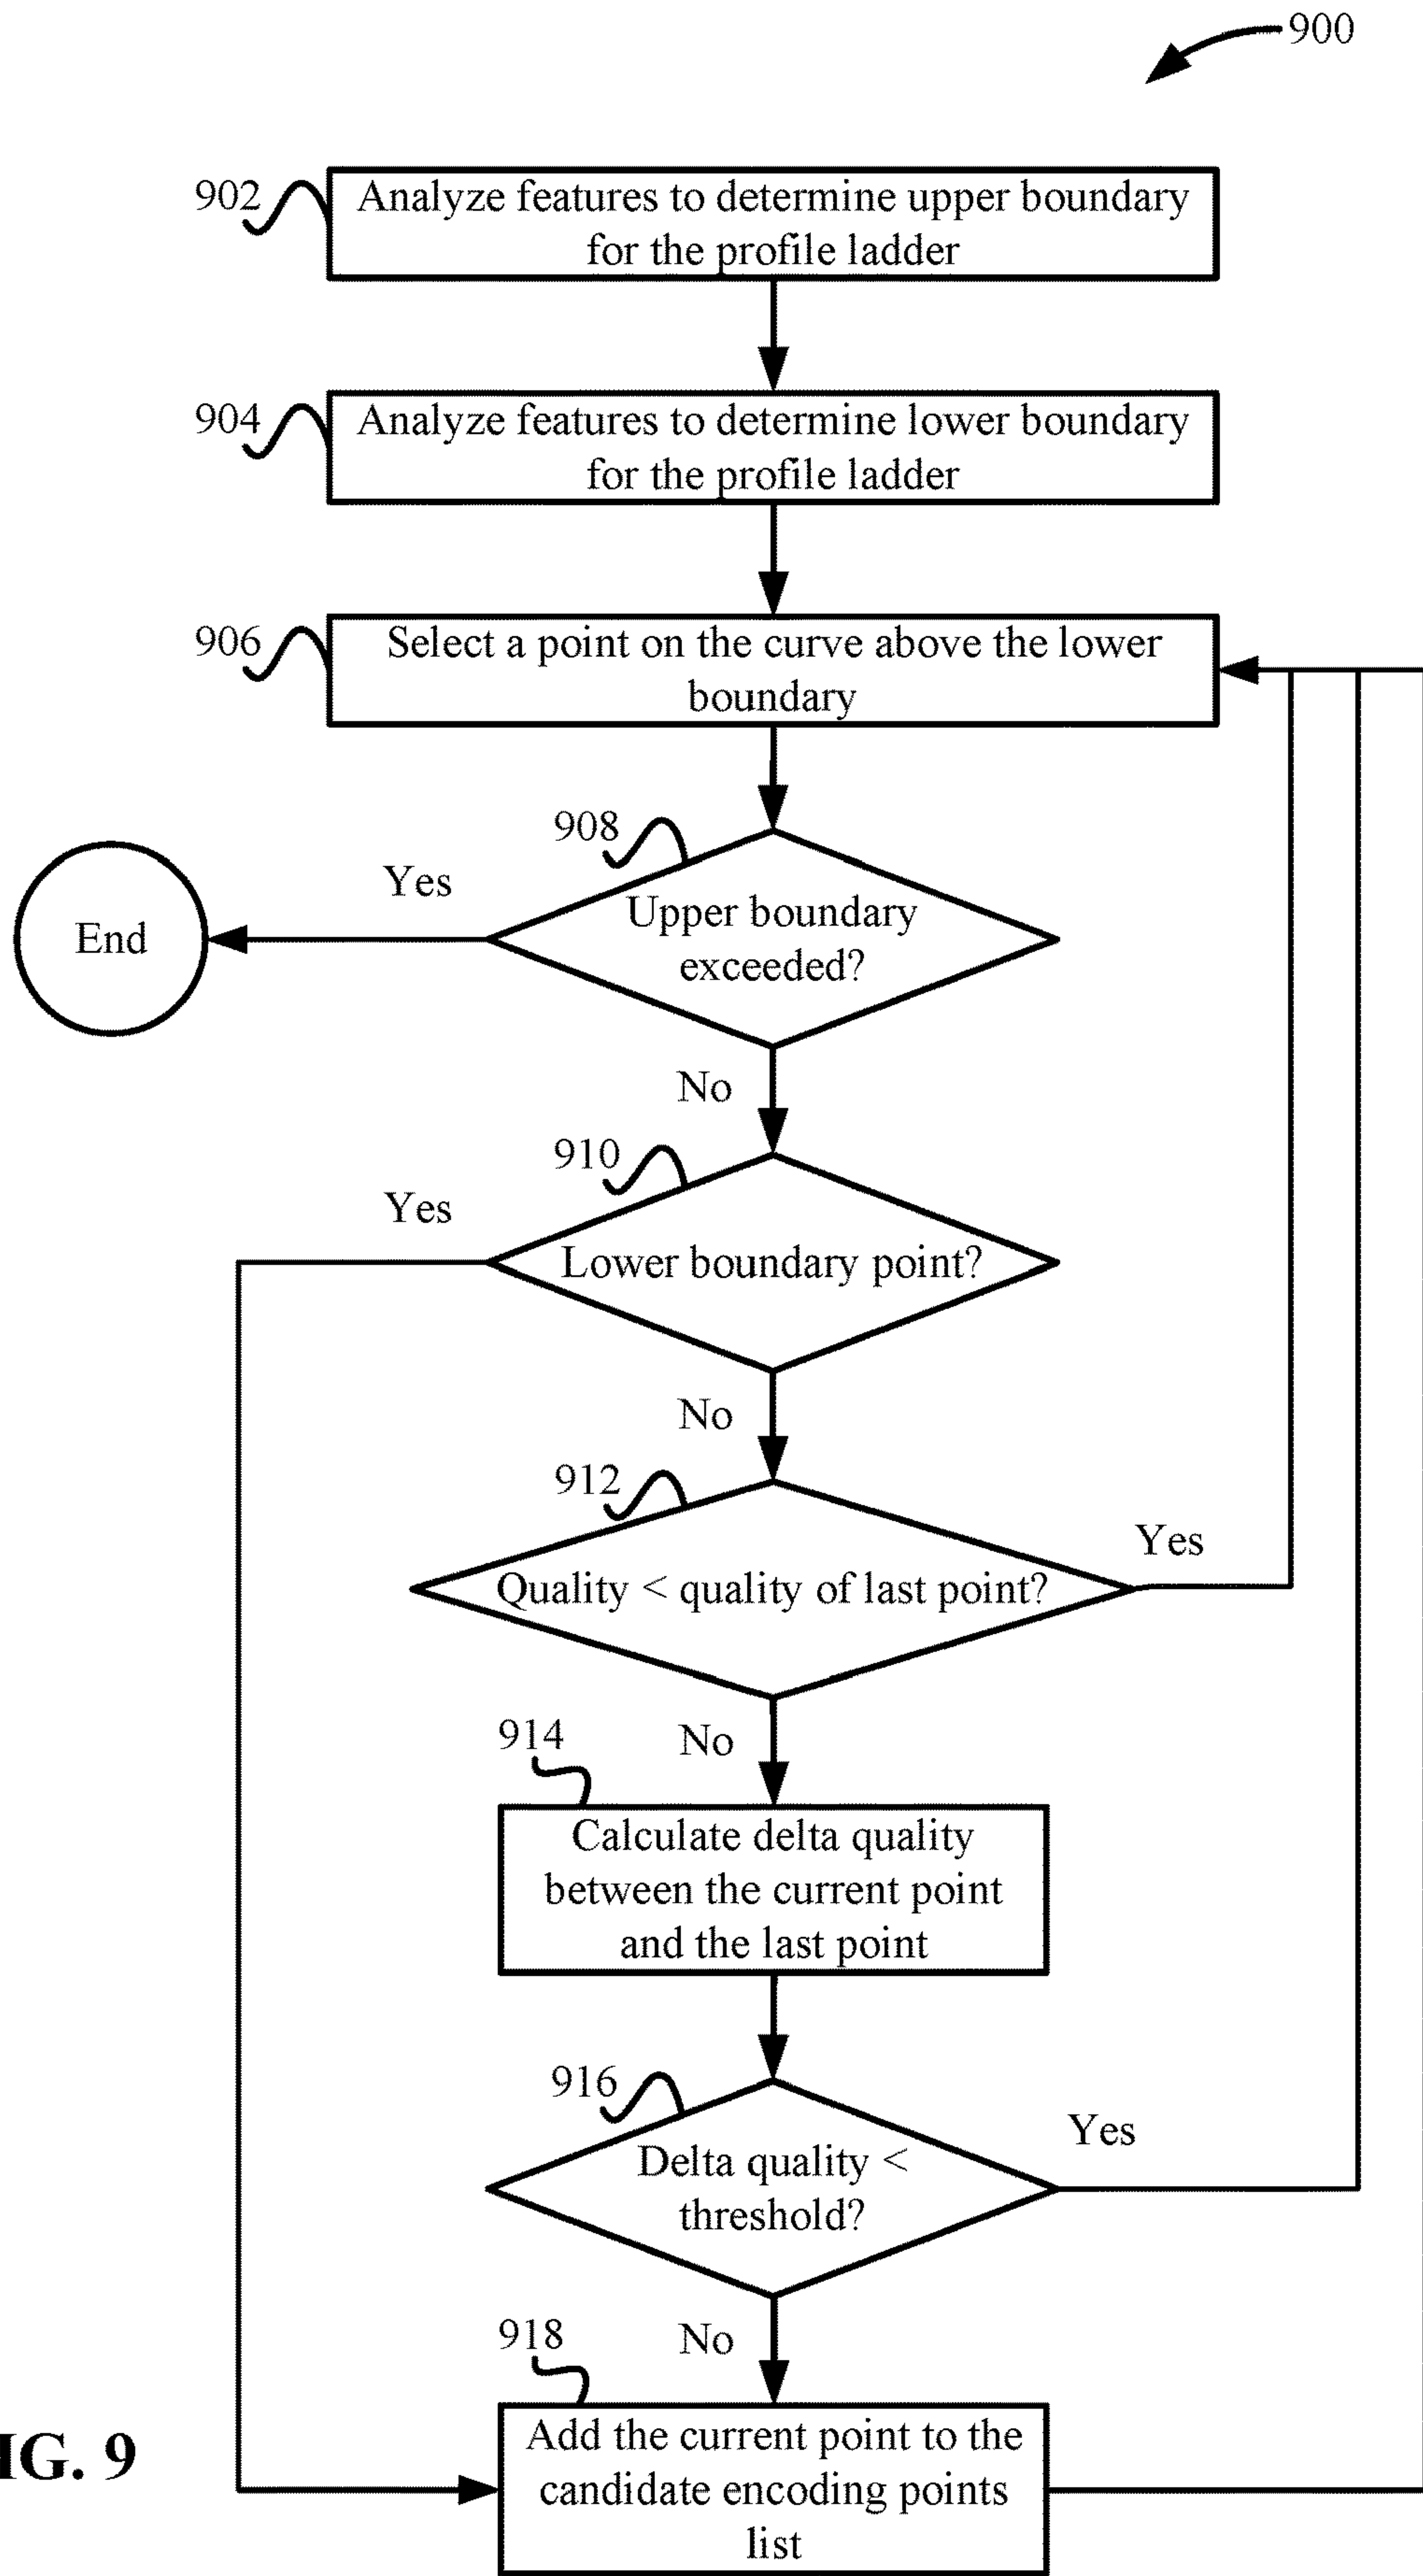 900
902
Analyze features to determine upper boundary
for the profile ladder
904
Analyze features to determine lower boundary
for the profile ladder
906
Select a point on the curve above the lower
boundary
908
Yes
Upper boundary
exceeded?
End
No
910
Yes
Lower boundary point?
No
912
Yes
Quality < quality of last point?
No
914
Calculate delta quality
between the current point
and the last point
916
Yes
Delta quality <
threshold?
No
918
Add the current point to the
candidate encoding points
list
IG. 9